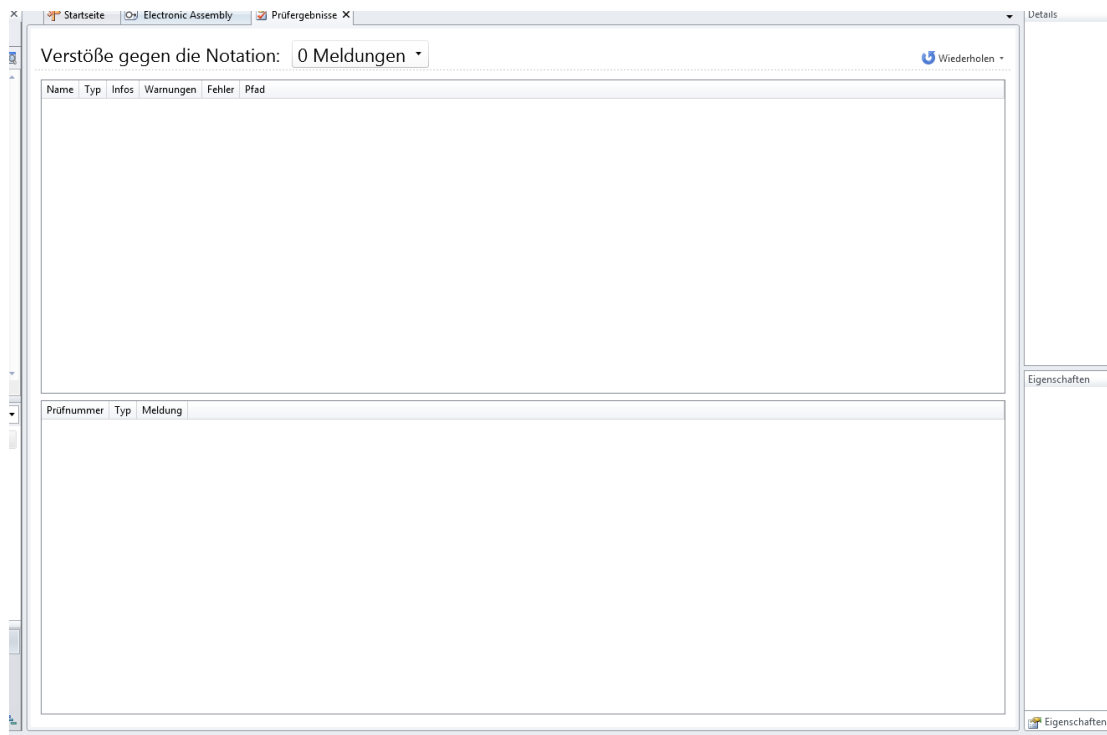 Startseite Electronic Assembly Prüfergebnisse
Details
Verstöße gegen die Notation: 0 Meldungen
Wiederholen
Name Typ Infos Warnungen Fehler Pfad
Eigenschaften
Prüfnummer Typ Meldung
Eigenschaften